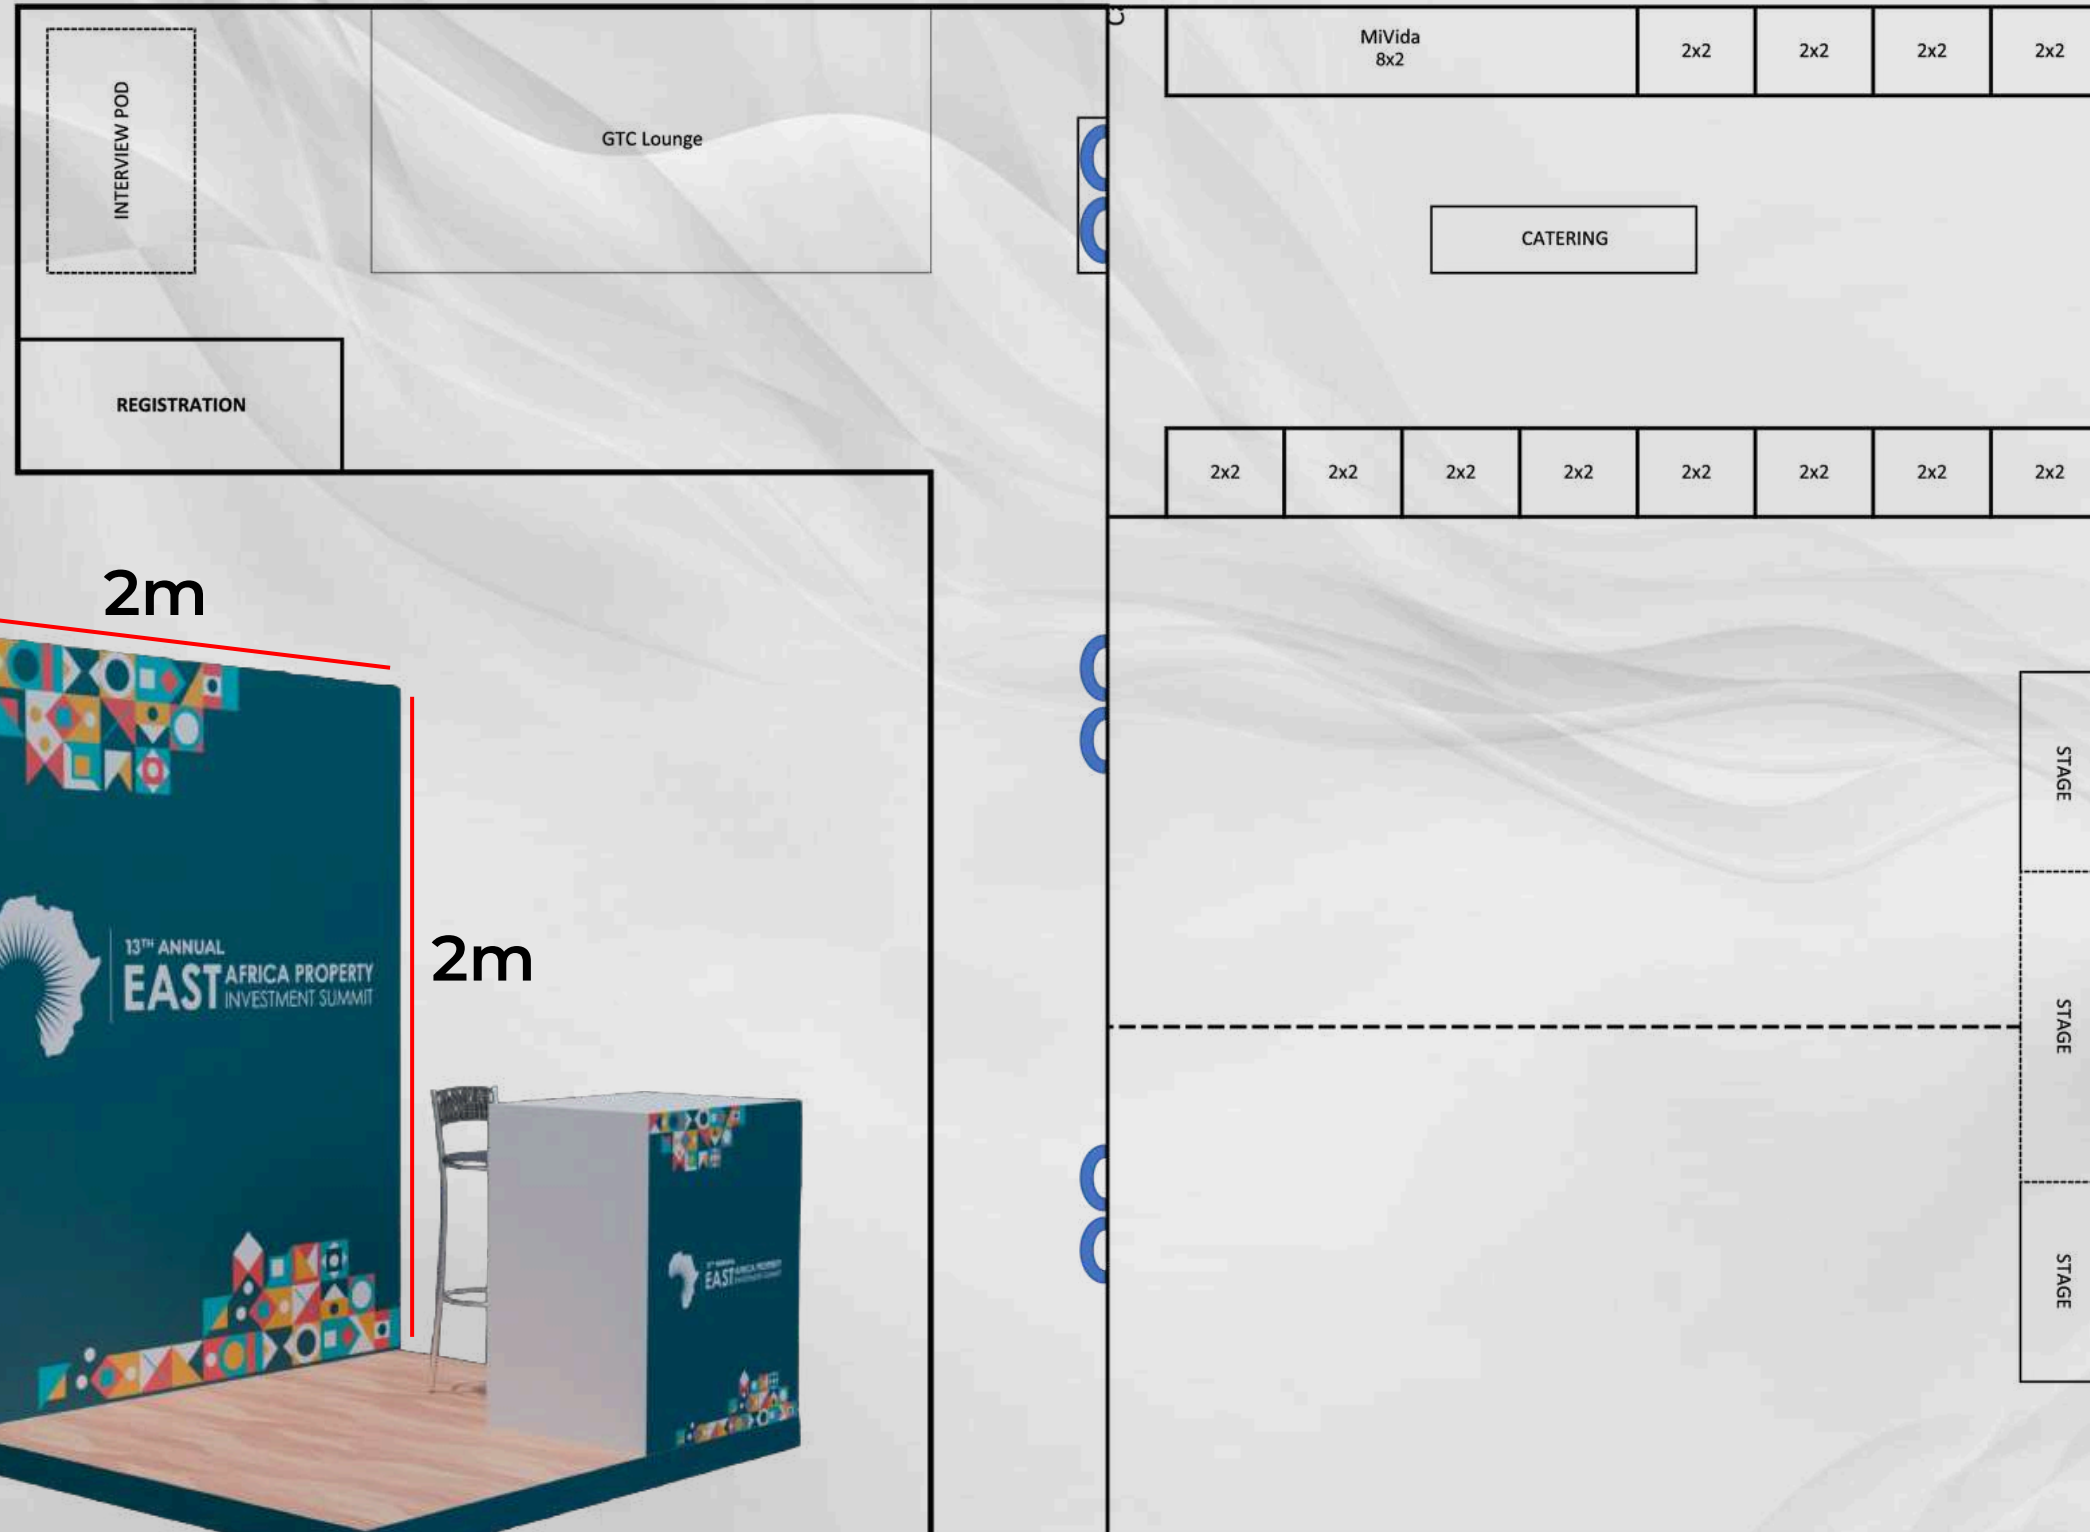 INTERVIEW POD
GTC Lounge
REGISTRATION
MiVida
8x2
2x2
2x2
2x2
2x2
CATERING
2x2
2x2
2x2
2x2
2x2
2x2
2x2
2x2
STAGE
STAGE
STAGE
2m
2m
13TH ANNUAL
EAST AFRICA PROPERTY
INVESTMENT SUMMIT
EAST